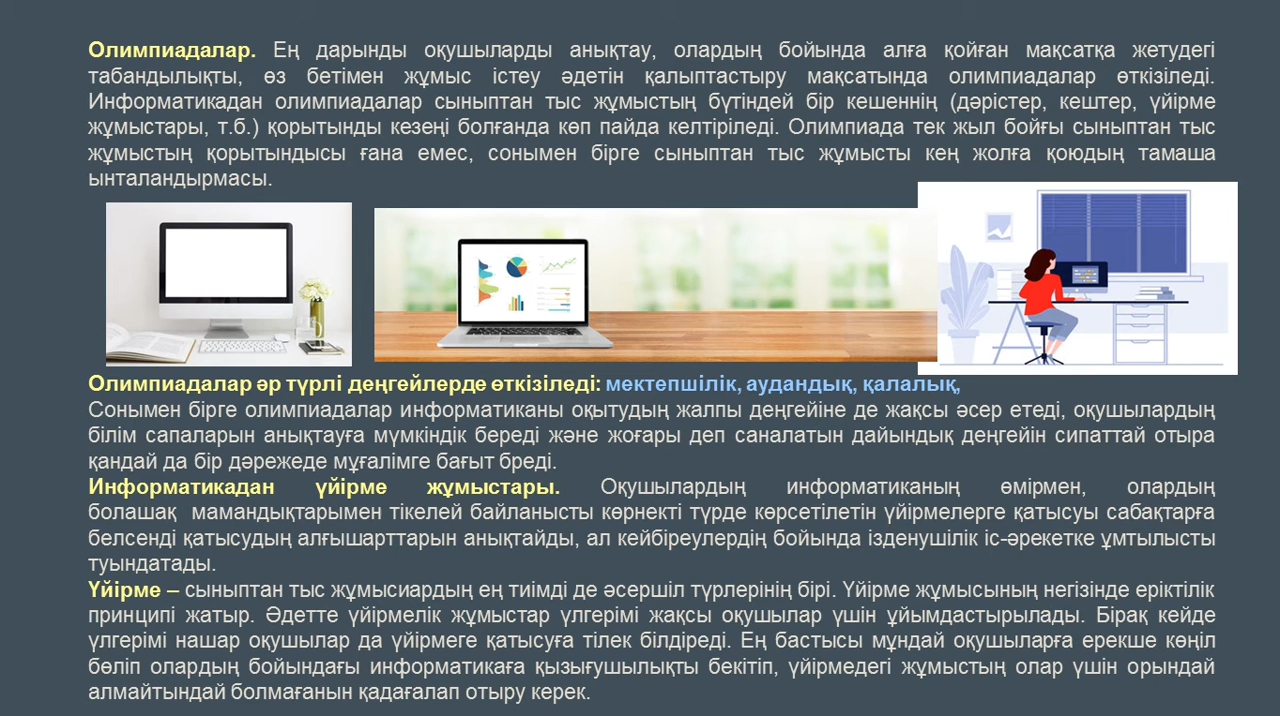 Олимпиадалар. Ең дарынды оқушыларды анықтау, олардың бойында алға қойған мақсатқа жетудегі
табандылықты, өз бетімен жұмыс істеу әдетін қалыптастыру мақсатында олимпиадалар өткізіледі.
Информатикадан олимпиадалар сыныптан тыс жұмыстың бүтіндей бір кешеннің (дәрістер, кештер, үйірме
жұмыстары, т.б.) қорытынды кезеңі болғанда көп пайда келтіріледі. Олимпиада тек жыл бойғы сыныптан тыс
жұмыстың қорытындысы ғана емес, сонымен бірге сыныптан тыс жұмысты кең жолға қоюдың тамаша
ынталандырмасы.
Олимпиадалар әр түрлі деңгейлерде өткізіледі: мектепшілік, аудандық, қалалық,
Сонымен бірге олимпиадалар информатиканы оқытудың жалпы деңгейіне де жақсы әсер етеді, оқушылардың
білім сапаларын анықтауға мүмкіндік береді және жоғары деп саналатын дайындық деңгейін сипаттай отыра
қандай да бір дәрежеде мұғалімге бағыт бреді.
Информатикадан үйірме жұмыстары. Оқушылардың информатиканың өмірмен, олардың
болашақ мамандықтарымен тікелей байланысты көрнекті түрде көрсетілетін үйірмелерге қатысуы сабақтарға
белсенді қатысудың алғышарттарын анықтайды, ал кейбіреулердің бойында ізденушілік іс-әрекетке ұмтылысты
туындатады.
Үйірме – сыныптан тыс жұмысиардың ең тиімді де әсершіл түрлерінің бірі. Үйірме жұмысының негізінде еріктілік
принципі жатыр. Әдетте үйірмелік жұмыстар үлгерімі жақсы оқушылар үшін ұйымдастырылады. Бірақ кейде
үлгерімі нашар оқушылар да үйірмеге қатысуға тілек білдіреді. Ең бастысы мұндай оқушыларға ерекше көңіл
бөліп олардың бойындағы информатикаға қызығушылықты бекітіп, үйірмедегі жұмыстың олар үшін орындай
алмайтындай болмағанын қадағалап отыру керек.